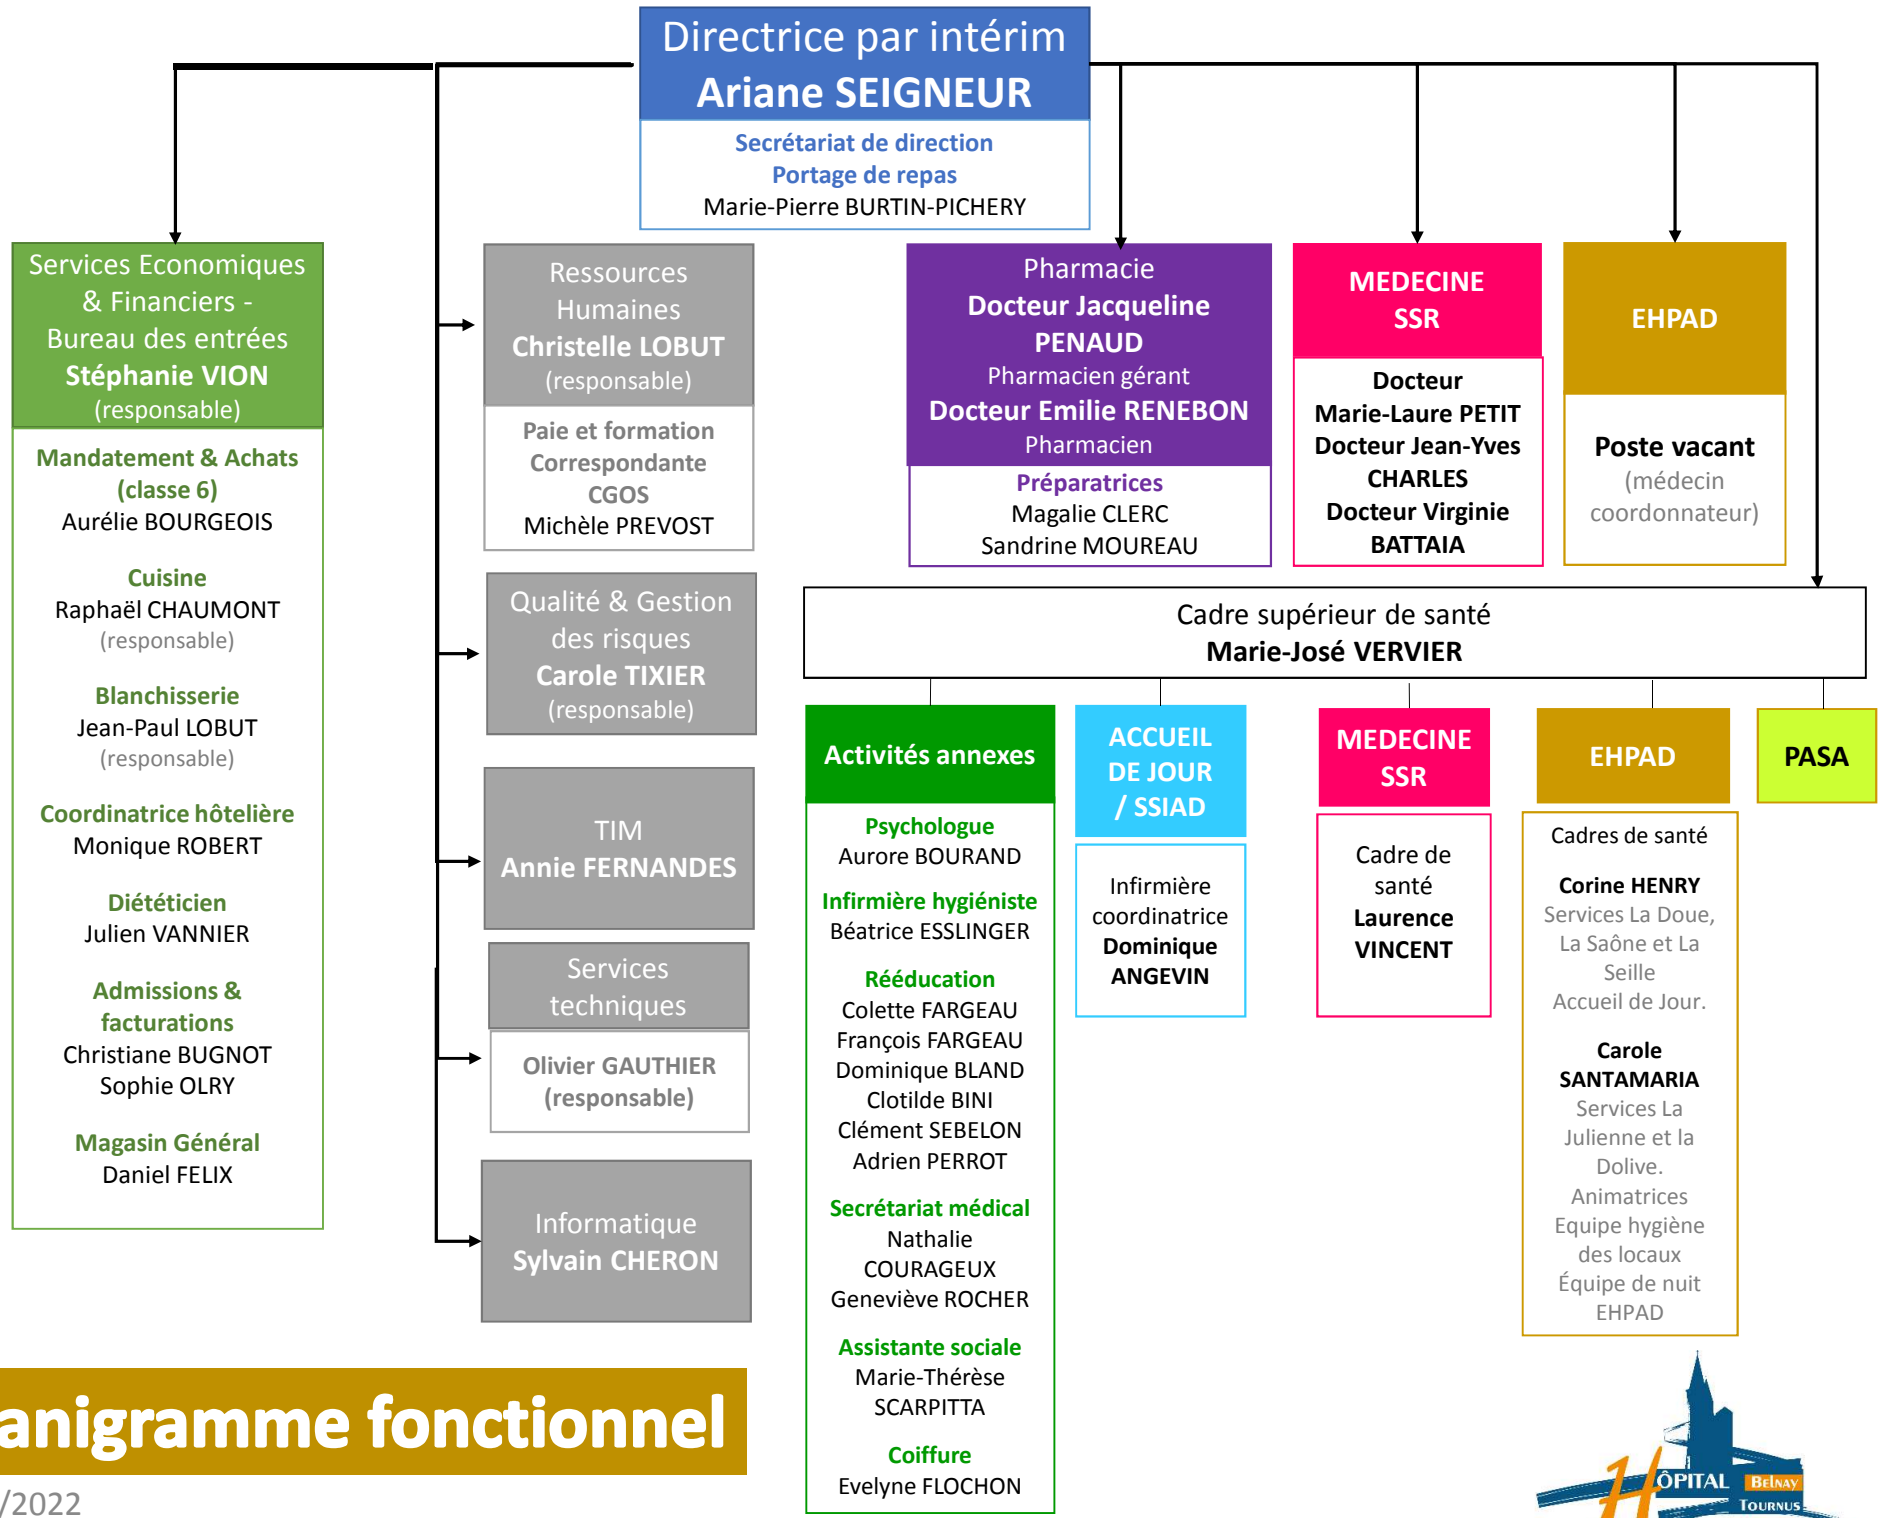 Directrice par intérim
Ariane SEIGNEUR
Secrétariat de direction
Portage de repas
Marie-Pierre BURTIN-PICHERY
Services Economiques
& Financiers -
Bureau des entrées
Stéphanie VION
(responsable)
Mandatement & Achats
(classe 6)
Aurélie BOURGEOIS
Cuisine
Raphaël CHAUMONT
(responsable)
Blanchisserie
Jean-Paul LOBUT
(responsable)
Coordinatrice hôtelière
Monique ROBERT
Diététicien
Julien VANNIER
Admissions &
facturations
Christiane BUGNOT
Sophie OLRY
Magasin Général
Daniel FELIX
Ressources
Humaines
Christelle LOBUT
(responsable)
Paie et formation
Correspondante
CGOS
Michèle PREVOST
Qualité & Gestion
des risques
Carole TIXIER
(responsable)
TIM
Annie FERNANDES
Services
techniques
Olivier GAUTHIER
(responsable)
Informatique
Sylvain CHERON
Pharmacie
Docteur Jacqueline
PENAUD
Pharmacien gérant
Docteur Emilie RENEBON
Pharmacien
Préparatrices
Magalie CLERC
Sandrine MOUREAU
MEDECINE
SSR
Docteur
Marie-Laure PETIT
Docteur Jean-Yves
CHARLES
Docteur Virginie
BATTAIA
EHPAD
Poste vacant
(médecin
coordonnateur)
Cadre supérieur de santé
Marie-José VERVIER
Activités annexes
Psychologue
Aurore BOURAND
Infirmière hygiéniste
Béatrice ESSLINGER
Rééducation
Colette FARGEAU
François FARGEAU
Dominique BLAND
Clotilde BINI
Clément SEBELON
Adrien PERROT
Secrétariat médical
Nathalie
COURAGEUX
Geneviève ROCHER
Assistante sociale
Marie-Thérèse
SCARPITTA
Coiffure
Evelyne FLOCHON
ACCUEIL
DE JOUR
/ SSIAD
Infirmière
coordinatrice
Dominique
ANGEVIN
MEDECINE
SSR
Cadre de
santé
Laurence
VINCENT
EHPAD
Cadres de santé
Corine HENRY
Services La Doue,
La Saône et La
Seille
Accueil de Jour.
Carole
SANTAMARIA
Services La
Julienne et la
Dolive.
Animatrices
Equipe hygiène
des locaux
Équipe de nuit
EHPAD
PASA
anigramme fonctionnel
/2022
HÔPITAL BELNAY
TOURNUS